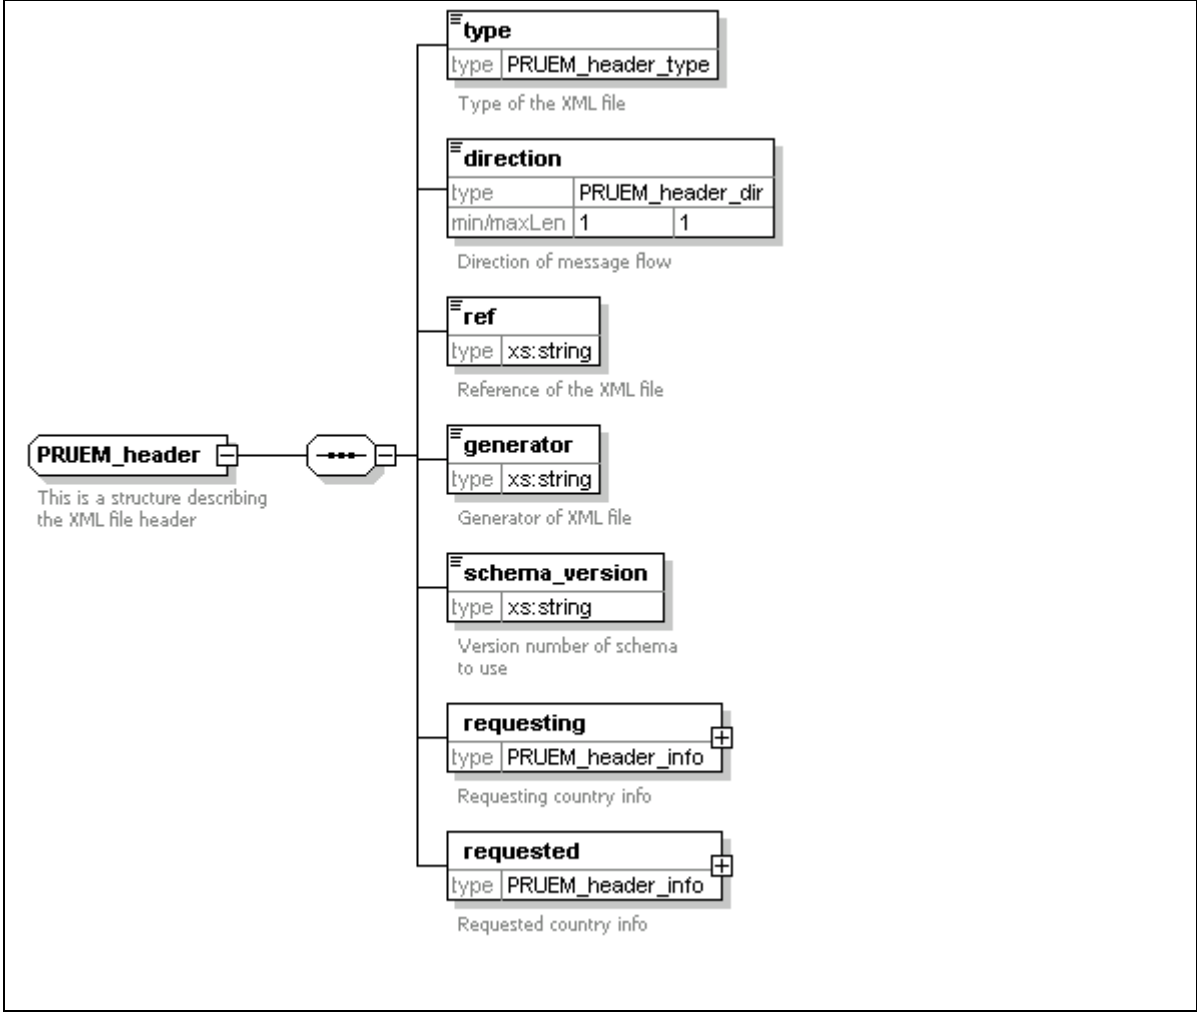 type
type PRUEM_header_type
Type of the XML file
direction
type PRUEM_header_dir
min/maxLen 1 1
Direction of message flow
ref
type xs:string
Reference of the XML file
PRUEM_header
This is a structure describing
the XML file header
generator
type xs:string
Generator of XML file
schema_version
type xs:string
Version number of schema
to use
requesting
type PRUEM_header_info
Requesting country info
requested
type PRUEM_header_info
Requested country info